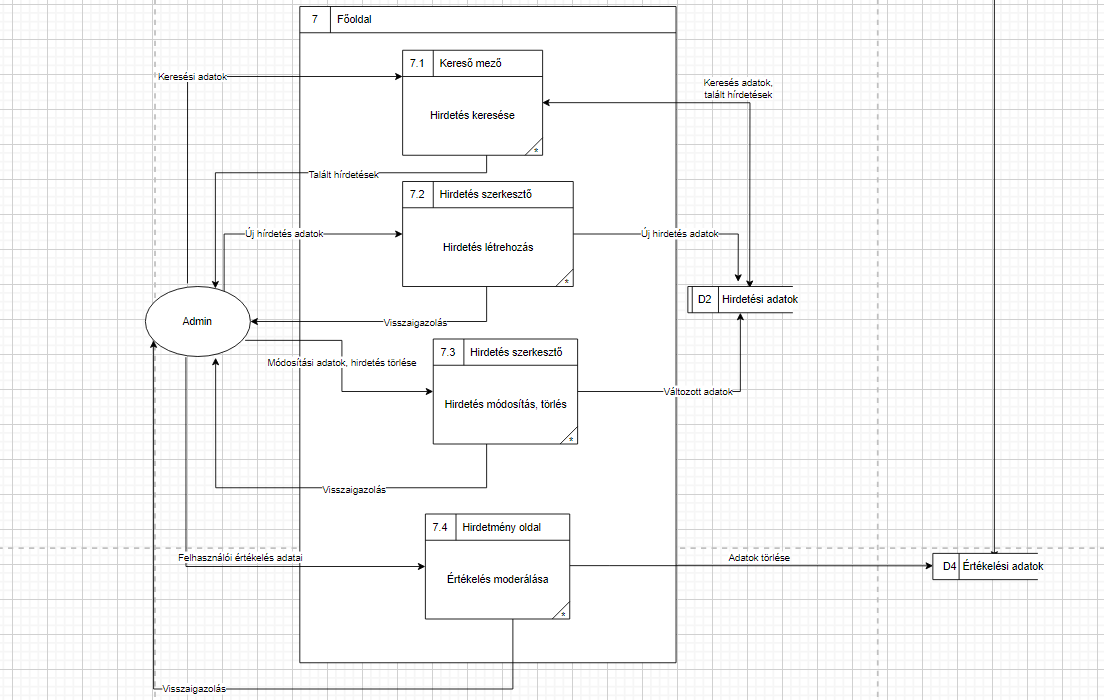 7 Főoldal
7.1 Kereső mező
Keresési adatok
Keresés adatok,
talált hírdetések
Hirdetés keresése
*
Talált hírdetések
7.2 Hirdetés szerkesztő
Új hírdetés adatok
Új hirdetés adatok
Hirdetés létrehozás
*
D2 Hirdetési adatok
Admin
Visszaigazolás
7.3 Hirdetés szerkesztő
Módosítási adatok, hirdetés törlése
Változott adatok
Hirdetés módosítás, törlés
*
Visszaigazolás
7.4 Hirdetmény oldal
Felhasználói értékelés adatai
Adatok törlése
D4 Értékelési adatok
Értékelés moderálása
*
Visszaigazolás